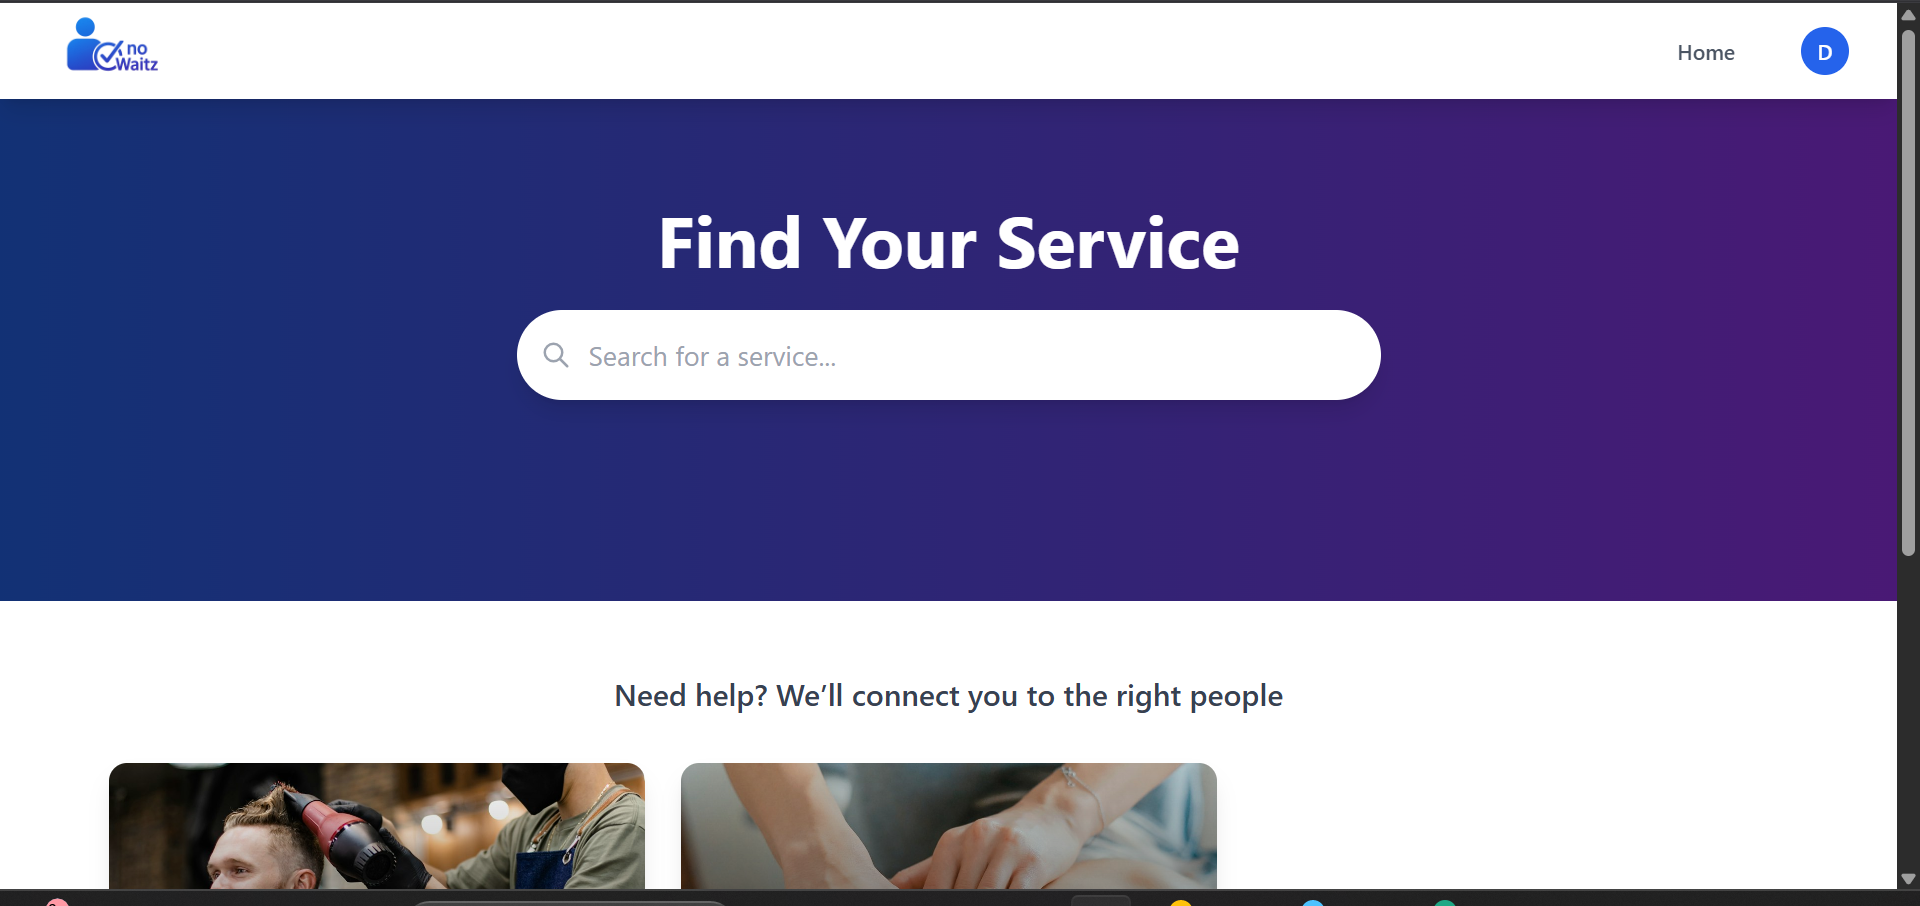 no
Waitz
Home
D
Find Your Service
Search for a service...
Need help? We’ll connect you to the right people